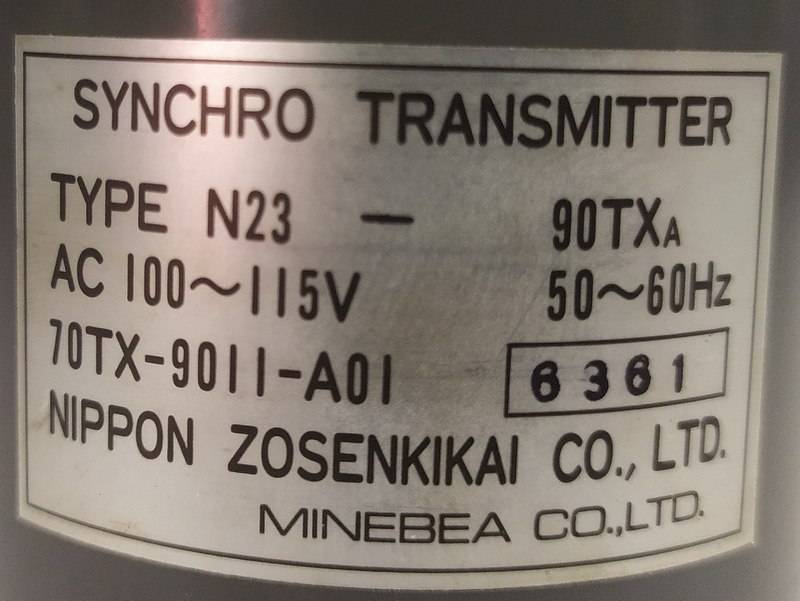 SYNCHRO TRANSMITTER
TYPE N23 — 90TXA
AC 100~115V 50~60Hz
70TX-9011-A01 6361
NIPPON ZOSENKIKAI CO., LTD.
MINEBEA CO.,LTD.